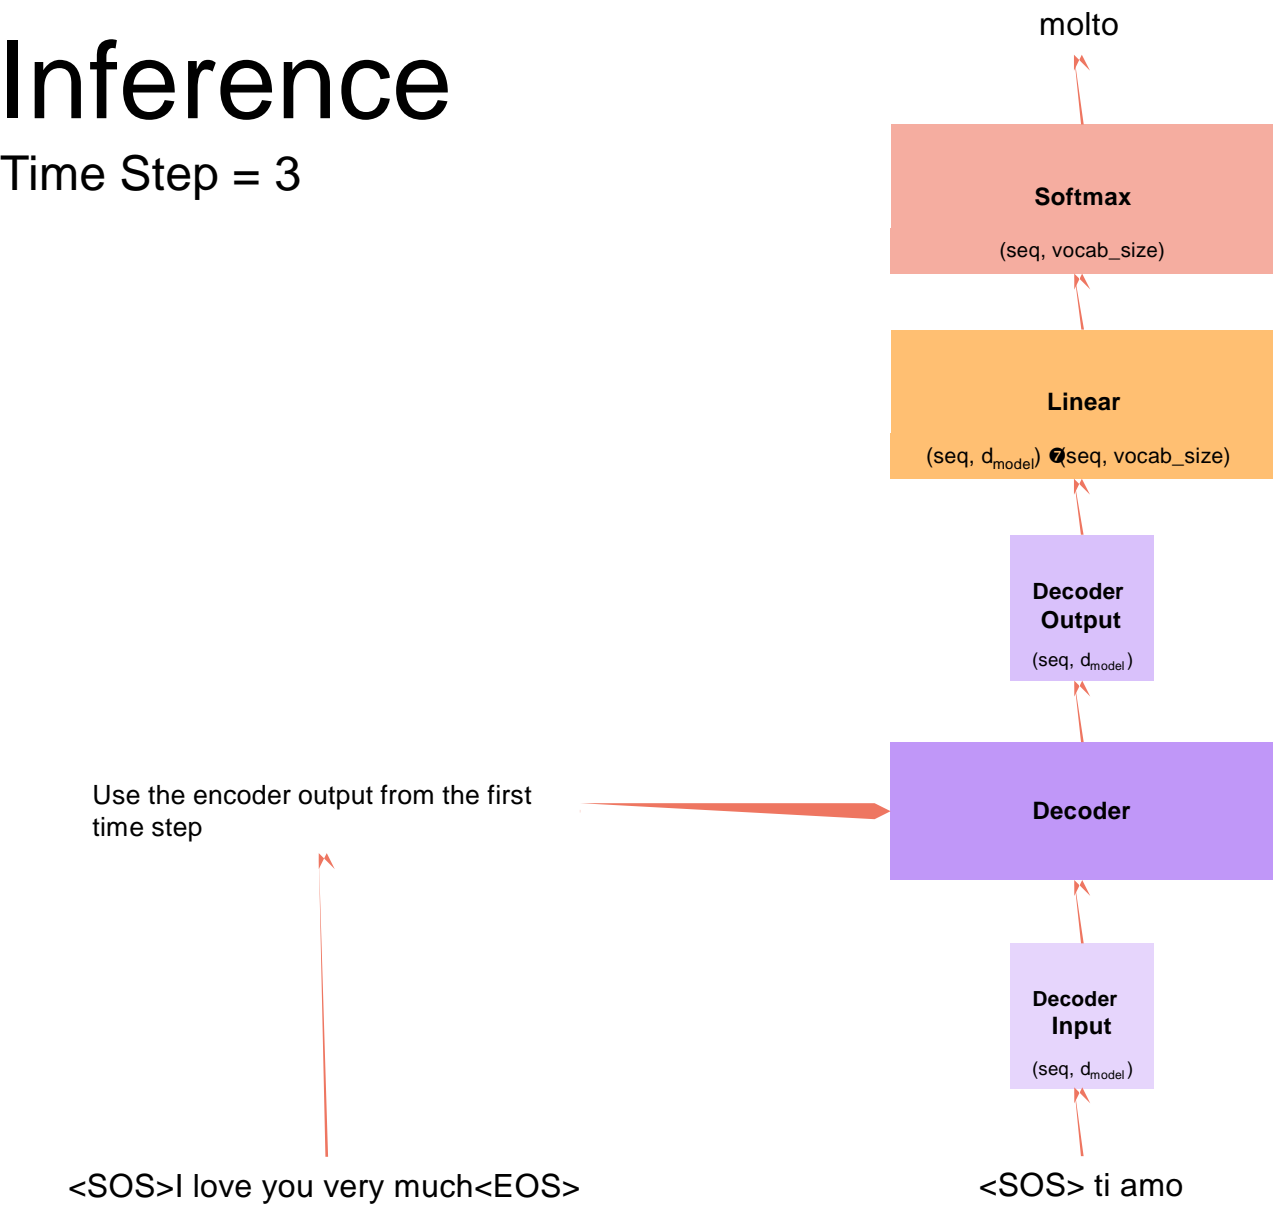 Inference
Time Step = 3
molto
Softmax
(seq, vocab_size)
Linear
(seq, dmodel) ❼(seq, vocab_size)
Decoder
Output
(seq, dmodel)
Use the encoder output from the first
time step
Decoder
Decoder
Input
(seq, dmodel)
<SOS>I love you very much<EOS>
<SOS> ti amo